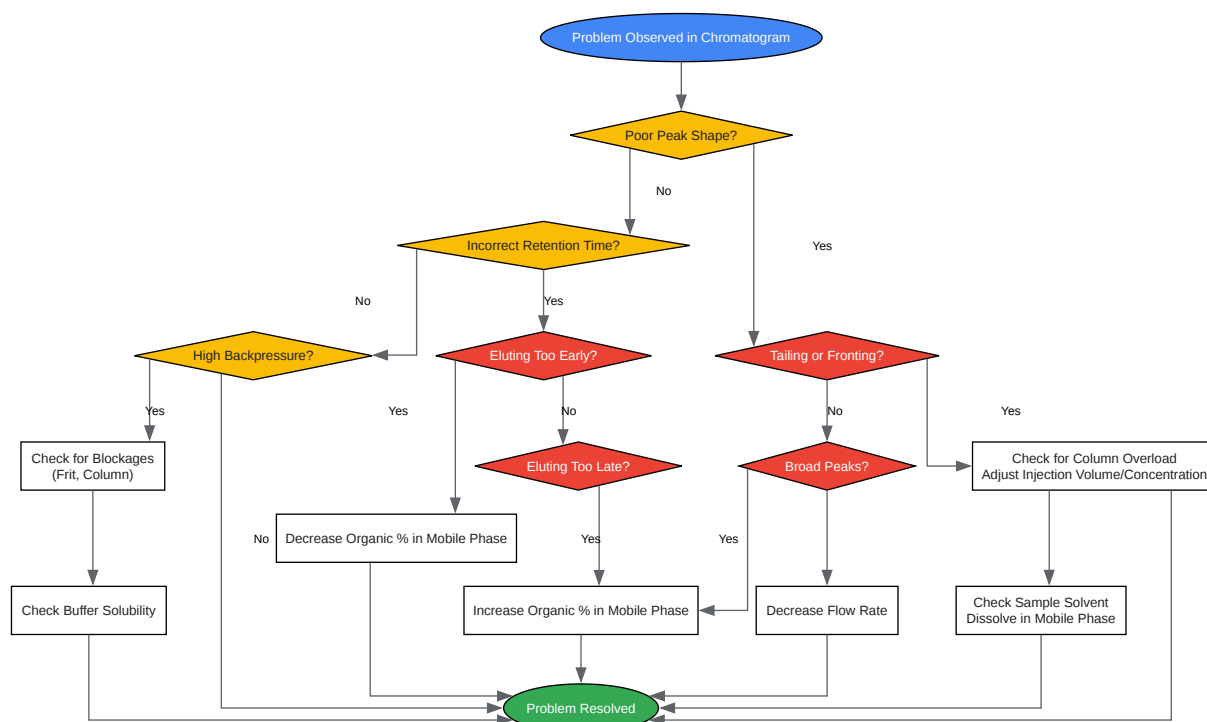 Problem Observed in Chromatogram
Poor Peak Shape?
No
Incorrect Retention Time?
Yes
No
Yes
High Backpressure?
Eluting Too Early?
Tailing or Fronting?
Yes
Yes
No
No
Yes
Check for Blockages
(Frit, Column)
Eluting Too Late?
Broad Peaks?
Check for Column Overload
Adjust Injection Volume/Concentration
No
Decrease Organic % in Mobile Phase
Yes
Yes
Check Buffer Solubility
Increase Organic % in Mobile Phase
Decrease Flow Rate
Check Sample Solvent
Dissolve in Mobile Phase
Problem Resolved